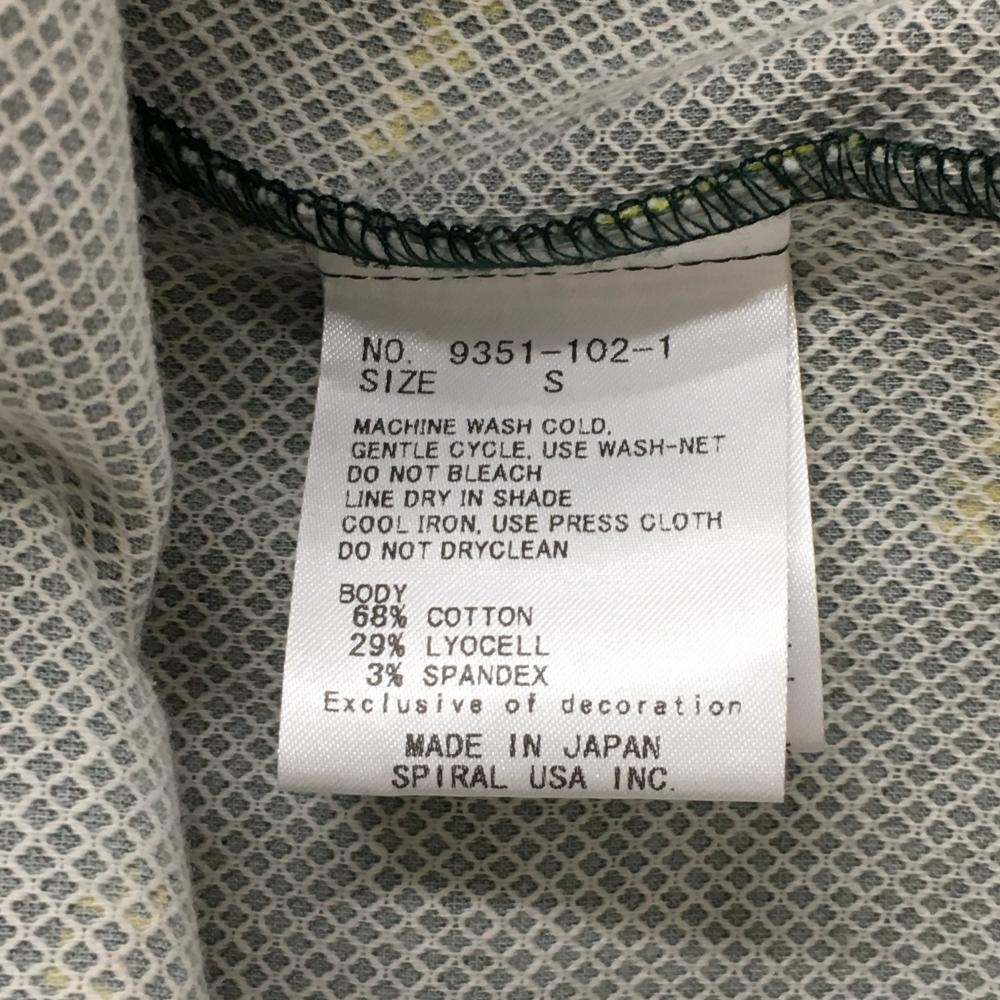 NO. 9351-102-1
SIZE S
MACHINE WASH COLD.
GENTLE CYCLE, USE WASH-NET
DO NOT BLEACH
LINE DRY IN SHADE
COOL IRON, USE PRESS CLOTH
DO NOT DRYCLEAN
BODY
68% COTTON
29% LYOCELL
3% SPANDEX
Exclusive of decoration
MADE IN JAPAN
SPIRAL USA INC.